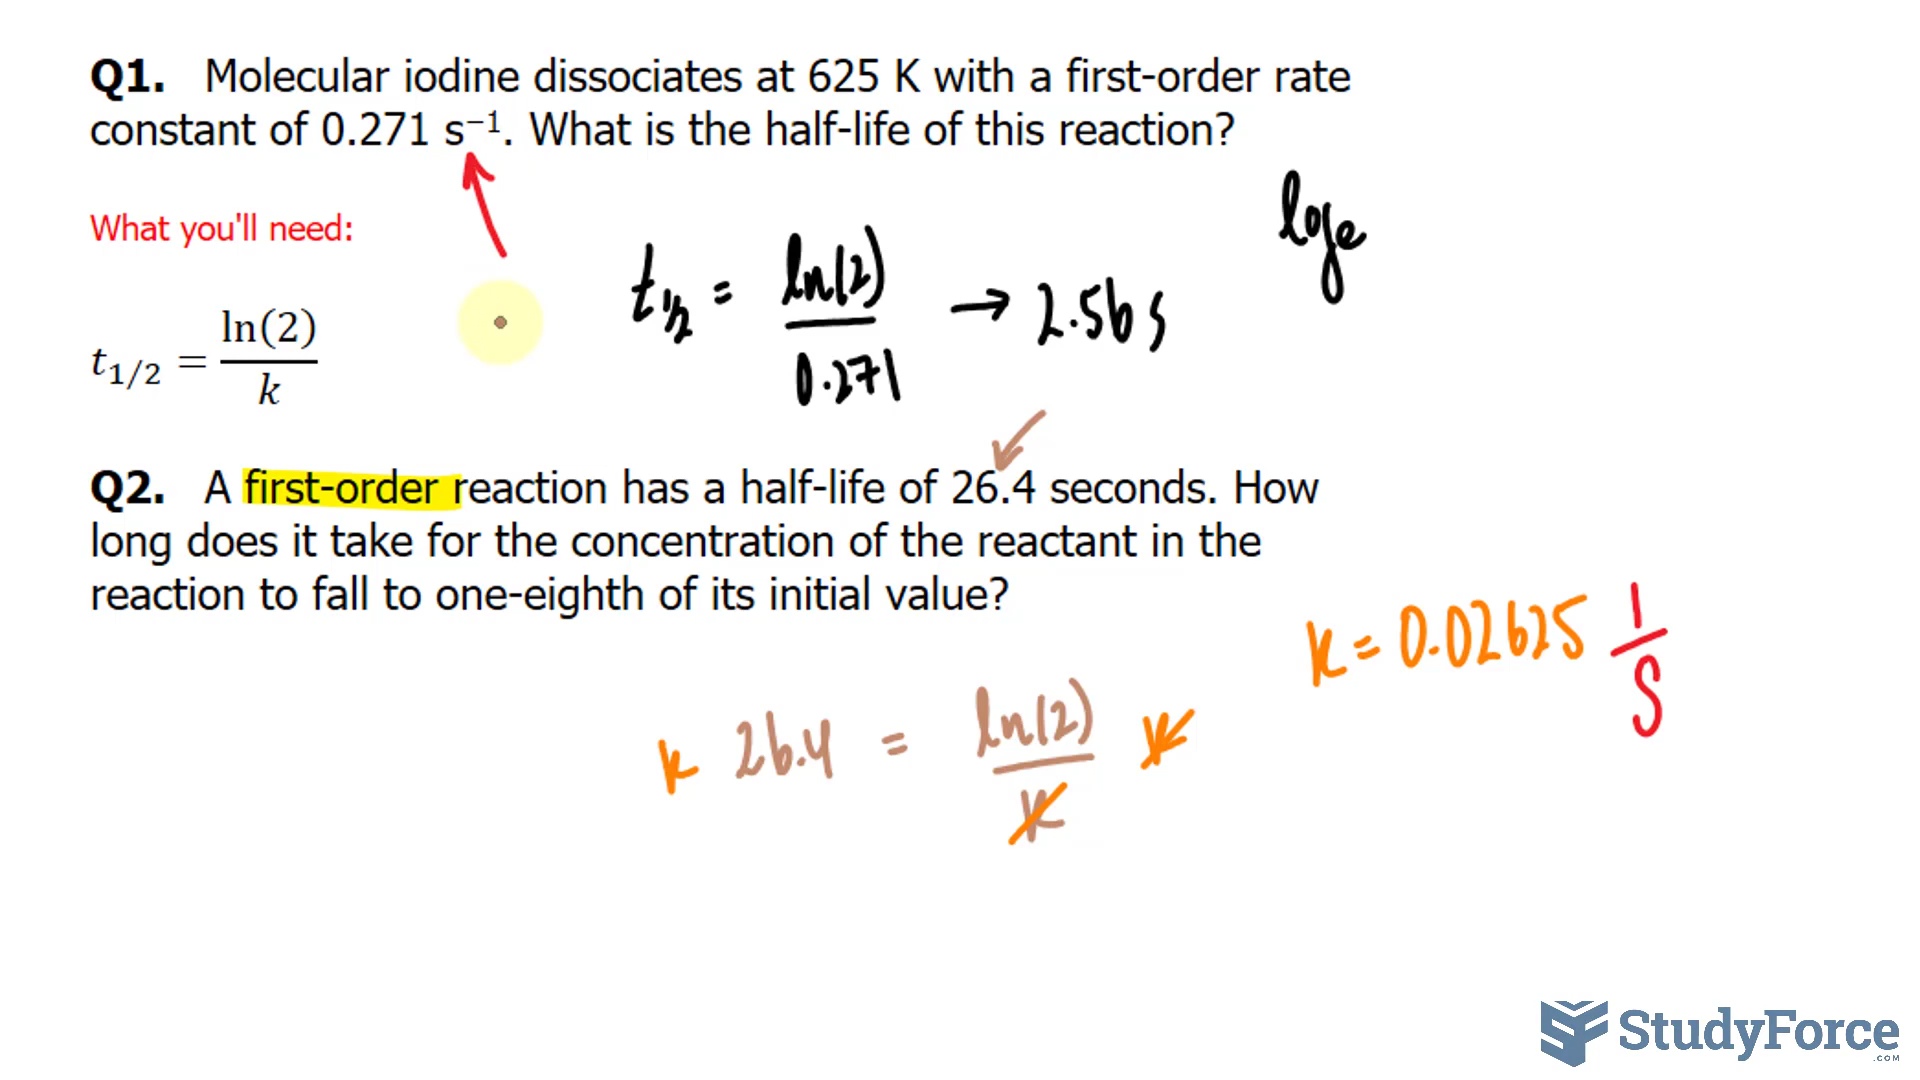 Q1. Molecular iodine dissociates at 625 K with a first-order rate
constant of 0.271 s⁻¹. What is the half-life of this reaction?
logₑ
What you'll need:
t₁/₂ = ln(2)/k
t½ = ln(2)/0.271 → 2.56 s
Q2. A first-order reaction has a half-life of 26.4 seconds. How
long does it take for the concentration of the reactant in the
reaction to fall to one-eighth of its initial value?
k = 0.02625 1/s
k 26.4 = ln(2)/k k
StudyForce
.COM